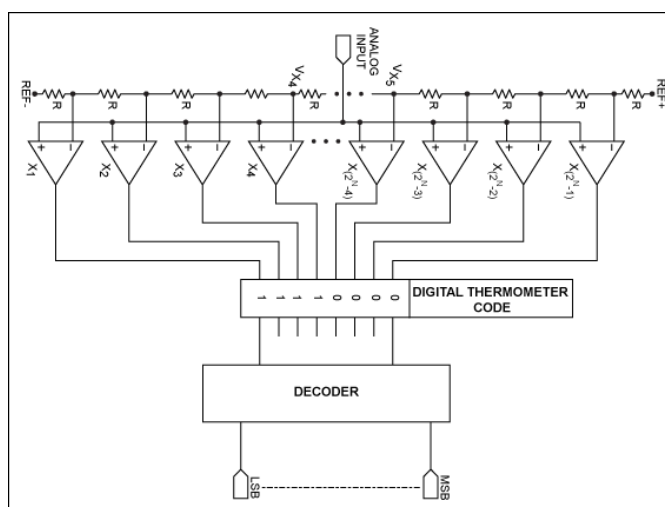 ANALOG
INPUT
REF-
R
R
R
VX4
R
VX5
R
R
R
R
REF+
+
−
+
−
+
−
+
−
+
−
+
−
+
−
+
−
X1
X2
X3
X4
X(2^N-4)
X(2^N-3)
X(2^N-2)
X(2^N-1)
1 1 1 1 0 0 0 0
DIGITAL THERMOMETER
CODE
DECODER
LSB
MSB